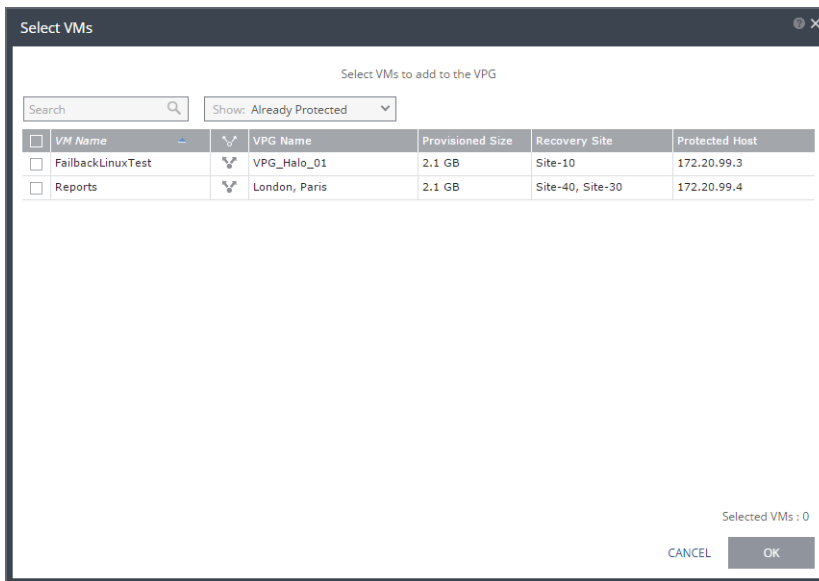 Select VMs
Select VMs to add to the VPG
Search Show: Already Protected
VM Name VPG Name Provisioned Size Recovery Site Protected Host
FailbackLinuxTest VPG_Halo_01 2.1 GB Site-10 172.20.99.3
Reports London, Paris 2.1 GB Site-40, Site-30 172.20.99.4
Selected VMs : 0
CANCEL OK